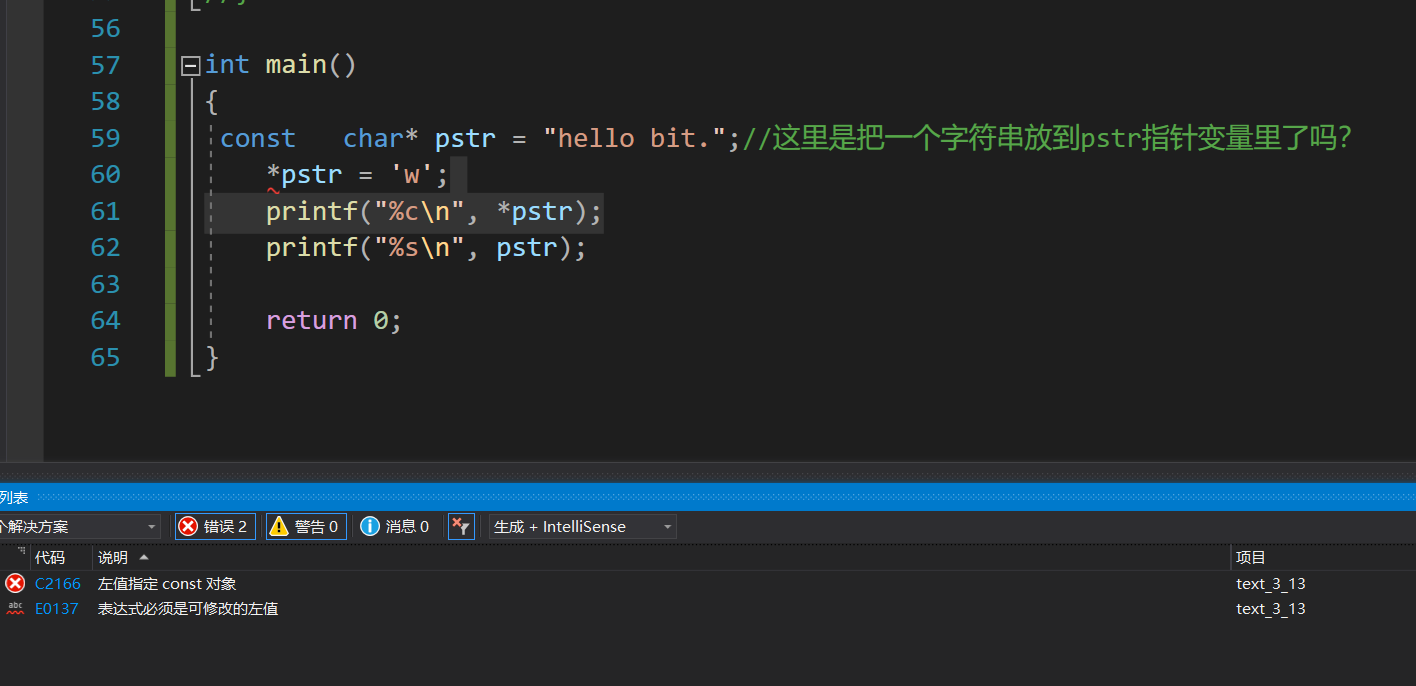 56
57 int main()
58 {
59 const char* pstr = "hello bit.";//这里是把一个字符串放到pstr指针变量里了吗?
60 *pstr = 'w';
61 printf("%c\n", *pstr);
62 printf("%s\n", pstr);
63
64 return 0;
65 }
列表
个解决方案 错误 2 警告 0 消息 0 生成 + IntelliSense
代码 说明 项目
C2166 左值指定 const 对象 text_3_13
abc E0137 表达式必须是可修改的左值 text_3_13